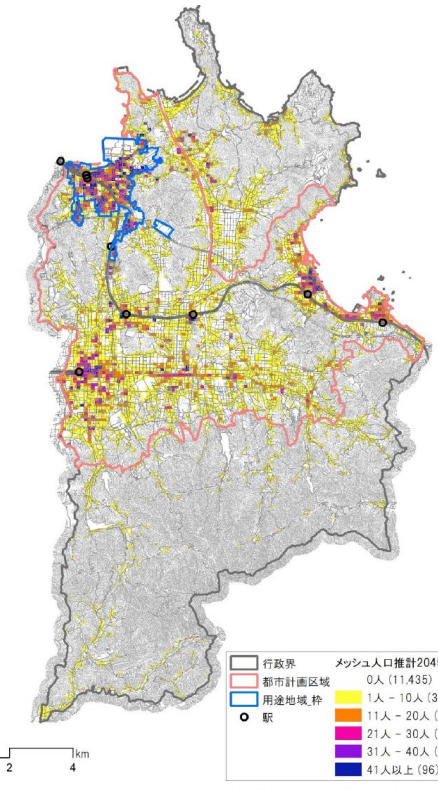 行政界
都市計画区域
用途地域_枠
駅
メッシュ人口推計204
0人 (11,435)
1人 - 10人 (3
11人 - 20人 (
21人 - 30人 (
31人 - 40人 (
41人以上 (96)
km
2 4